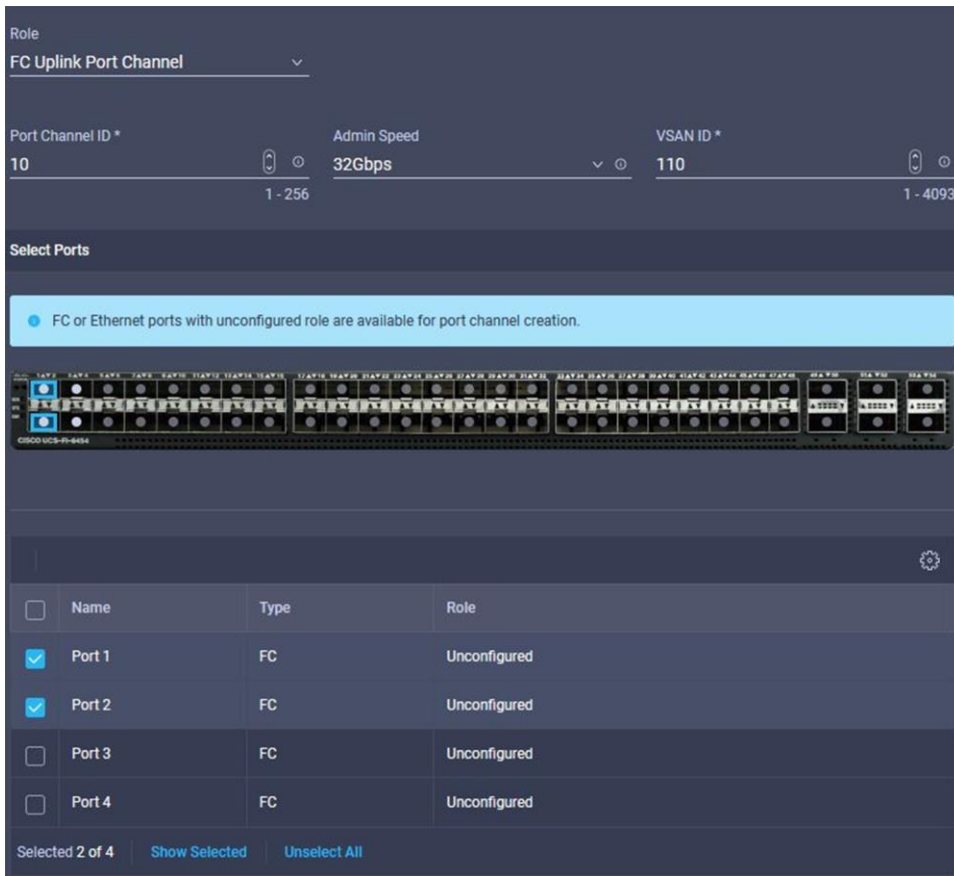 Role
FC Uplink Port Channel
Port Channel ID * Admin Speed VSAN ID *
10 32Gbps 110
1 - 256 1 - 4093
Select Ports
FC or Ethernet ports with unconfigured role are available for port channel creation.
CISCO UCS-FI-6454
Name Type Role
Port 1 FC Unconfigured
Port 2 FC Unconfigured
Port 3 FC Unconfigured
Port 4 FC Unconfigured
Selected 2 of 4 Show Selected Unselect All